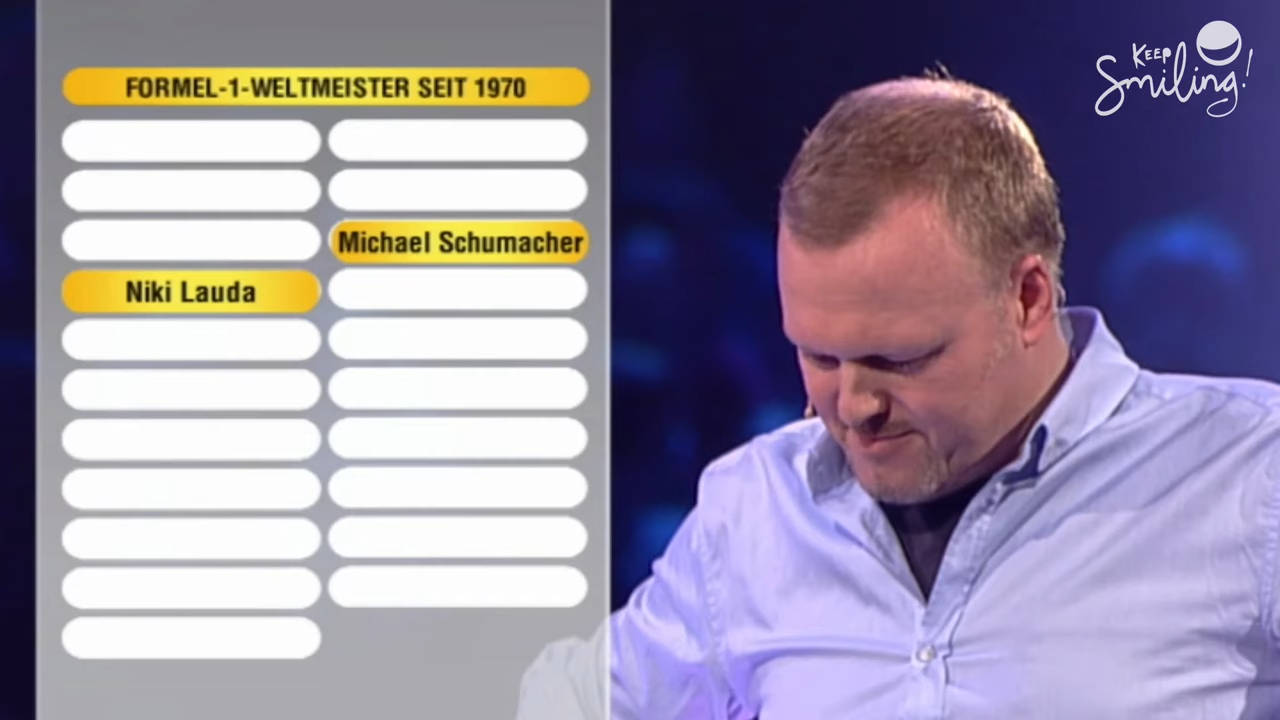 FORMEL-1-WELTMEISTER SEIT 1970
Michael Schumacher
Niki Lauda
KEEP
Smiling!